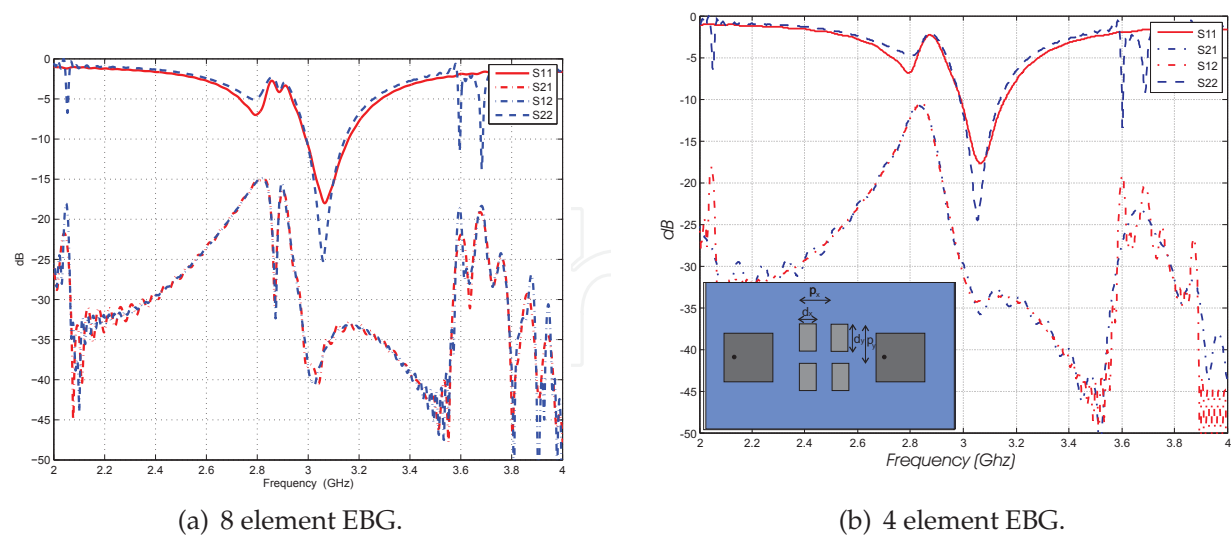 0
−5
−10
−15
−20
−25
−30
−35
−40
−45
−50
dB
2
2.2
2.4
2.6
2.8
3
3.2
3.4
3.6
3.8
4
Frequency (GHz)
S11
S21
S12
S22
(a) 8 element EBG.
0
-5
-10
-15
-20
-25
-30
-35
-40
-45
-50
dB
2
2.2
2.4
2.6
2.8
3
3.2
3.4
3.6
3.8
4
Frequency (Ghz)
S11
S21
S12
S22
px
dx
dy
py
(b) 4 element EBG.